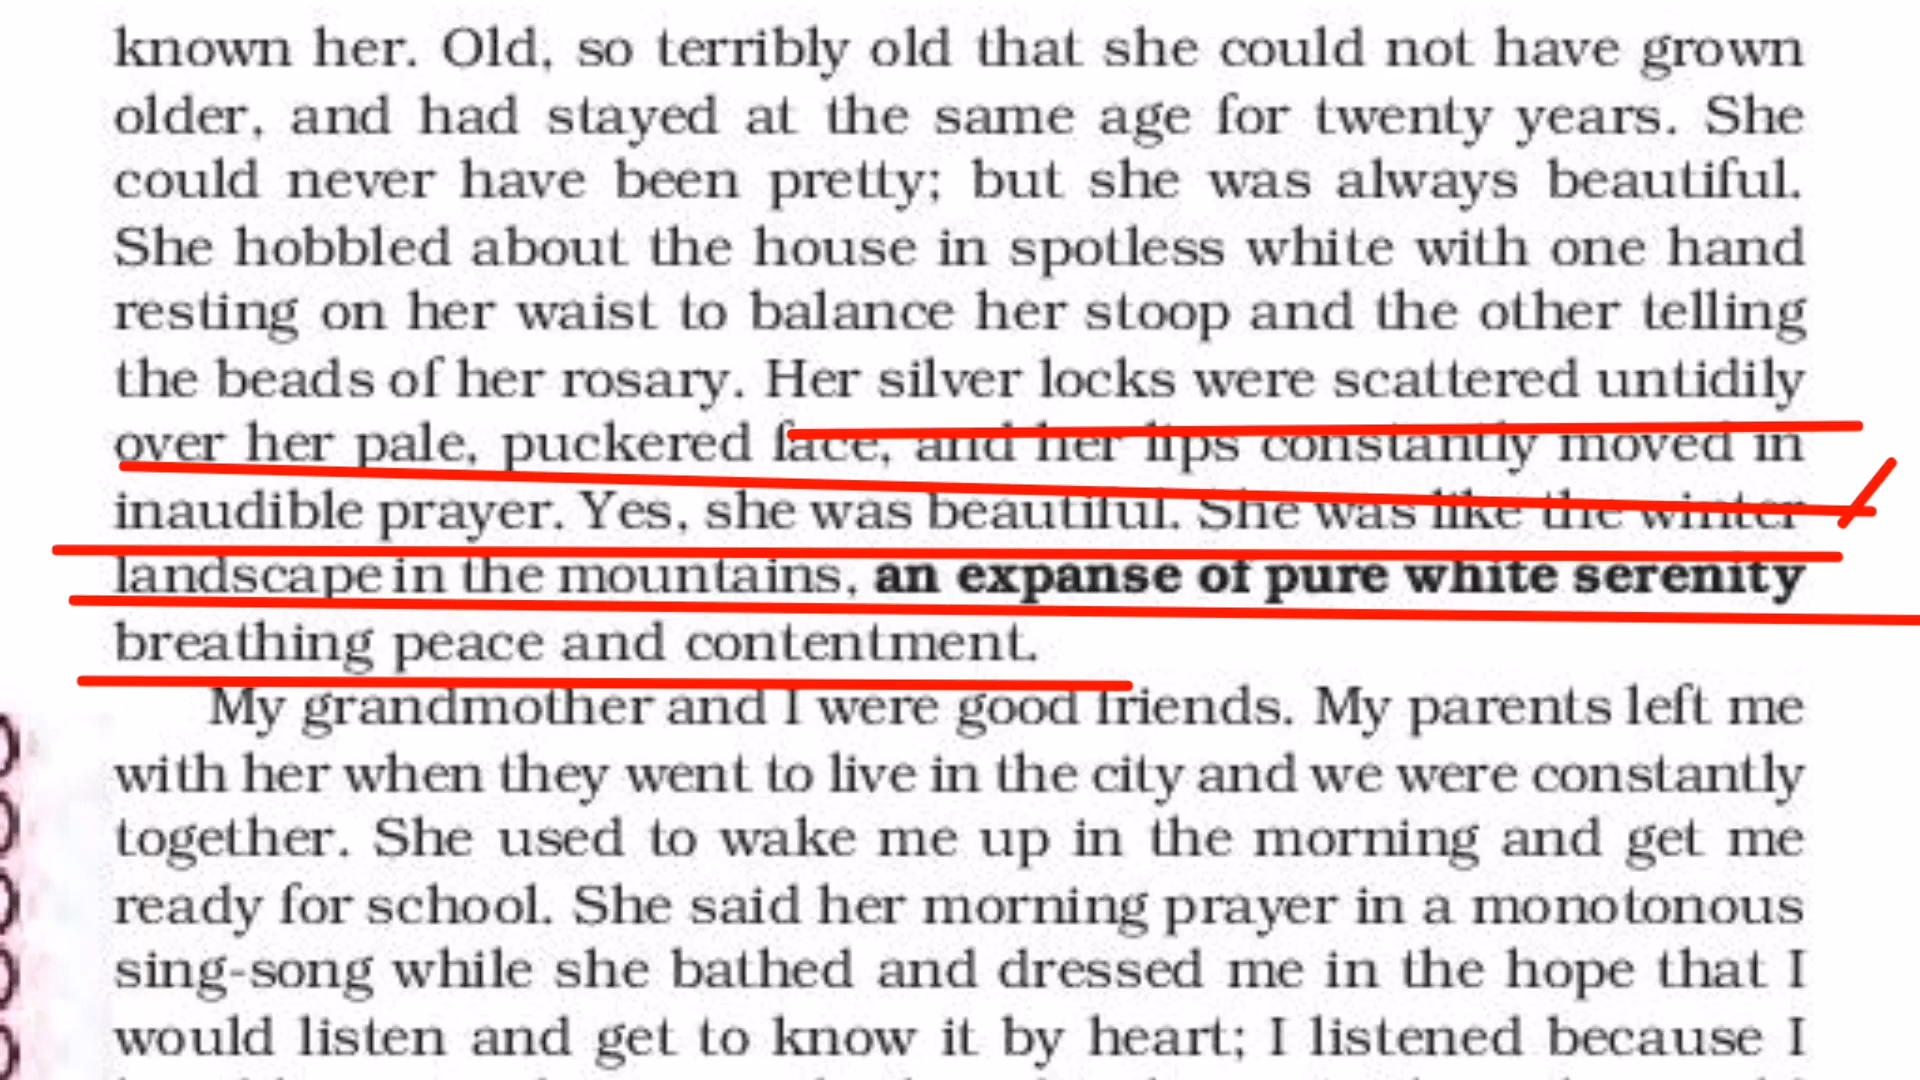 known her. Old, so terribly old that she could not have grown
older, and had stayed at the same age for twenty years. She
could never have been pretty; but she was always beautiful.
She hobbled about the house in spotless white with one hand
resting on her waist to balance her stoop and the other telling
the beads of her rosary. Her silver locks were scattered untidily
over her pale, puckered face, and her lips constantly moved in
inaudible prayer. Yes, she was beautiful. She was like the winter
landscape in the mountains, an expanse of pure white serenity
breathing peace and contentment.
My grandmother and I were good friends. My parents left me
with her when they went to live in the city and we were constantly
together. She used to wake me up in the morning and get me
ready for school. She said her morning prayer in a monotonous
sing-song while she bathed and dressed me in the hope that I
would listen and get to know it by heart; I listened because I